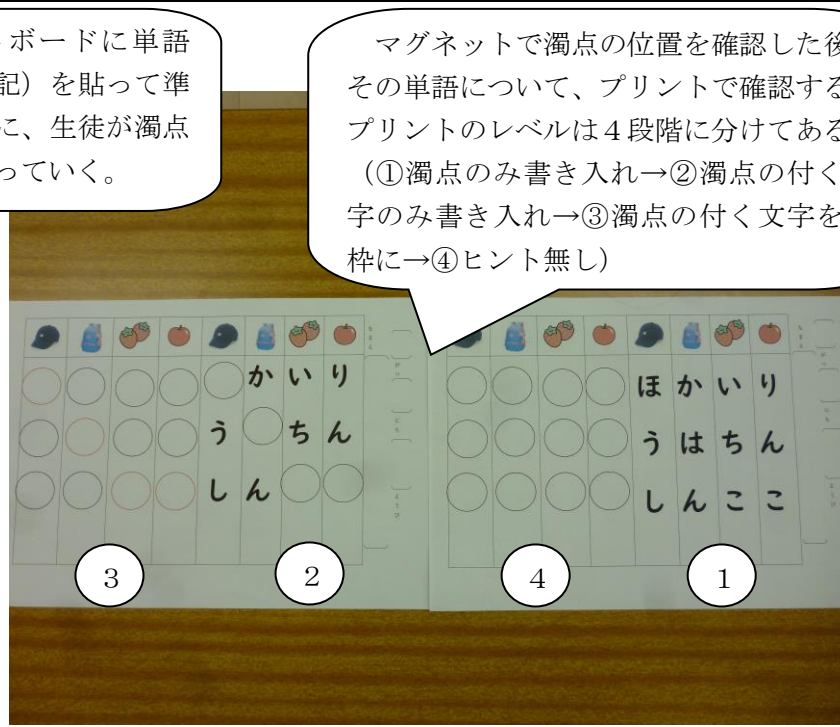 ボードに単語
記）を貼って準
に、生徒が濁点
っていく。
マグネットで濁点の位置を確認した後
その単語について、プリントで確認する
プリントのレベルは４段階に分けてある
（①濁点のみ書き入れ→②濁点の付く
字のみ書き入れ→③濁点の付く文字を
枠に→④ヒント無し）
りんこ
いちこ
かはん
ほうし
りん
いち
か ん
うし
3
2
4
1